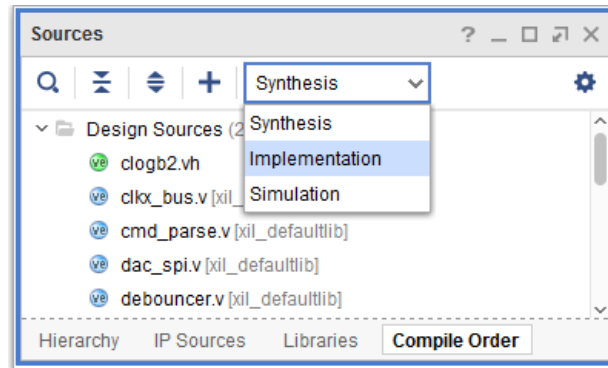 Sources
Synthesis
Design Sources (2
Synthesis
clogb2.vh
Implementation
clkx_bus.v [xil_
Simulation
cmd_parse.v [xil_defaultlib]
dac_spi.v [xil_defaultlib]
debouncer.v [xil_defaultlib]
Hierarchy IP Sources Libraries Compile Order